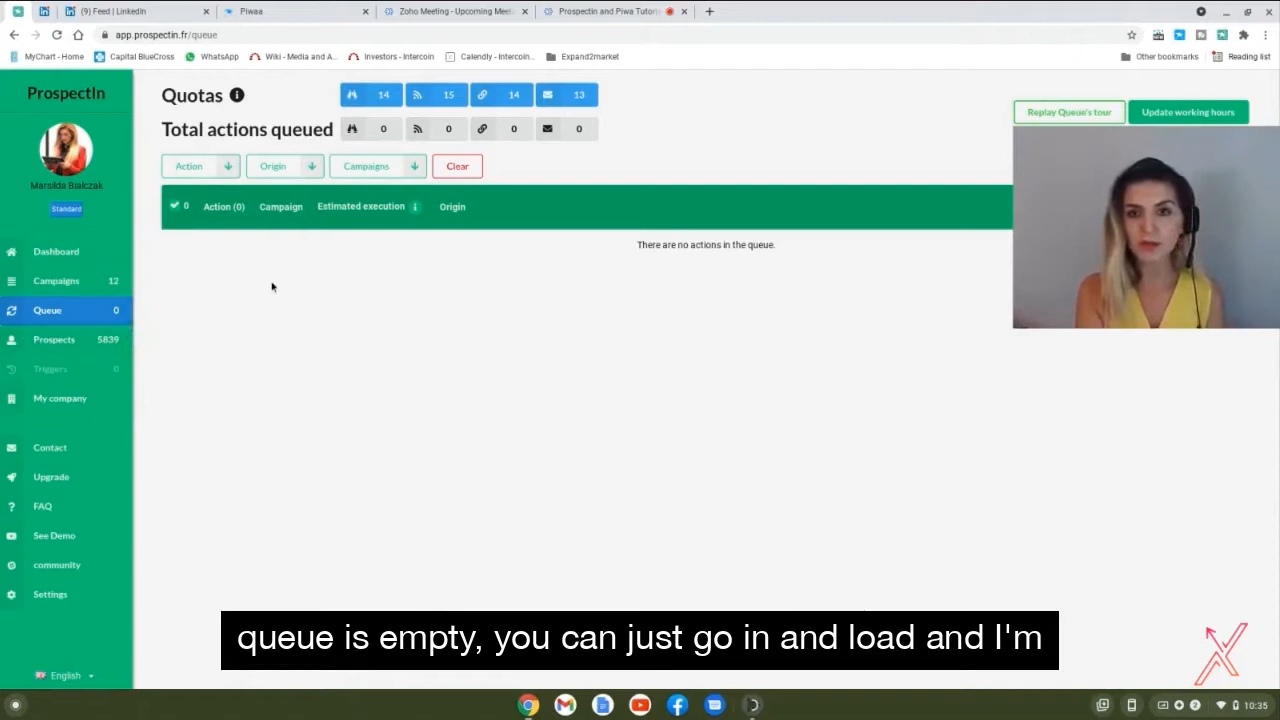 (9) Feed | LinkedIn
Piwaa
Zoho Meeting - Upcoming Meet
Prospectin and Piwa Tutor
app.prospectin.fr/queue
MyChart - Home
Capital BlueCross
WhatsApp
Wiki - Media and A...
Investors - Intercoin
Calendly - Intercoin...
Expand2market
Other bookmarks
Reading list
ProspectIn
Quotas
14
15
14
13
Total actions queued
0
0
0
0
Replay Queue's tour
Update working hours
Action
Origin
Campaigns
Clear
Marsilda Bialczak
Standard
0
Action (0)
Campaign
Estimated execution
Origin
There are no actions in the queue.
Dashboard
Campaigns 12
Queue 0
Prospects 5839
Triggers 0
My company
Contact
Upgrade
FAQ
See Demo
community
Settings
English
queue is empty, you can just go in and load and I'm
10:35